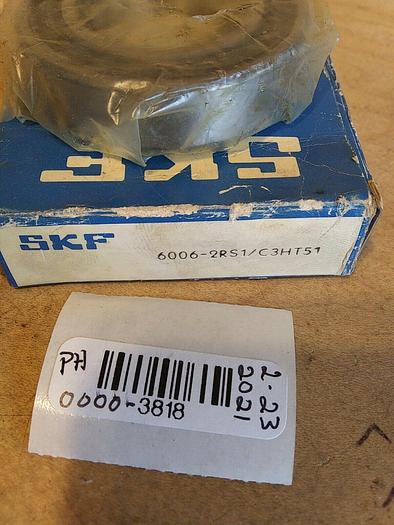 SKF
SKF
6006-2RS1/C3HT51
PH
0000-3818
2-23
2021